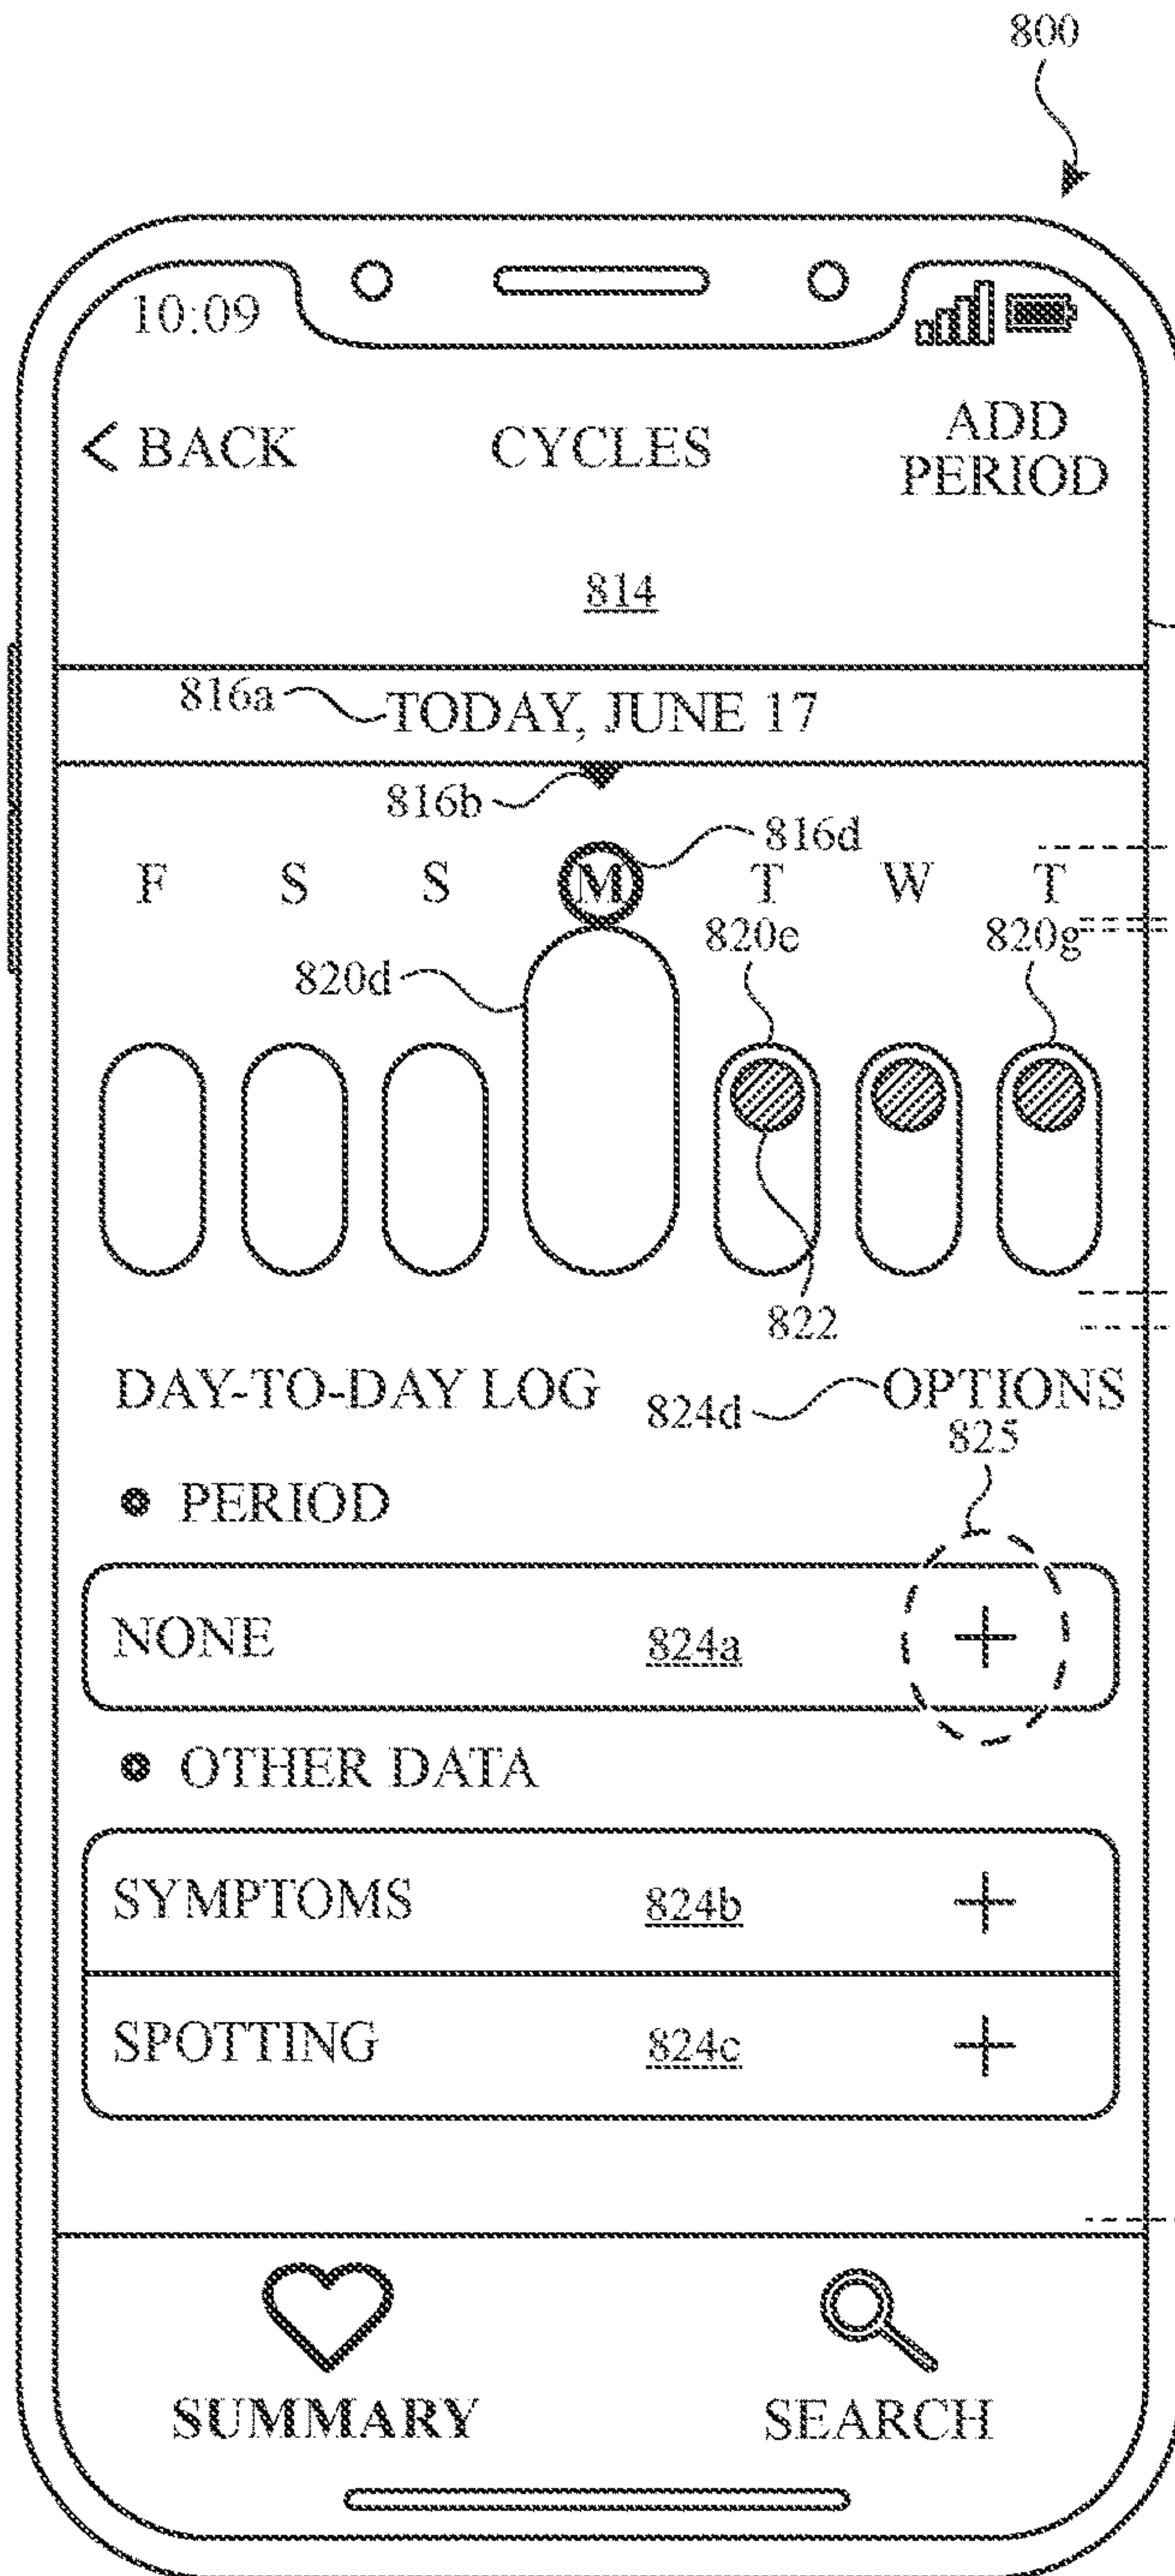 800
10:09
< BACK CYCLES ADD PERIOD
814
816a TODAY, JUNE 17
816b
816d
F S S M T W T
820d 820e 820g
822
DAY-TO-DAY LOG 824d OPTIONS
825
PERIOD
NONE 824a +
OTHER DATA
SYMPTOMS 824b +
SPOTTING 824c +
SUMMARY SEARCH